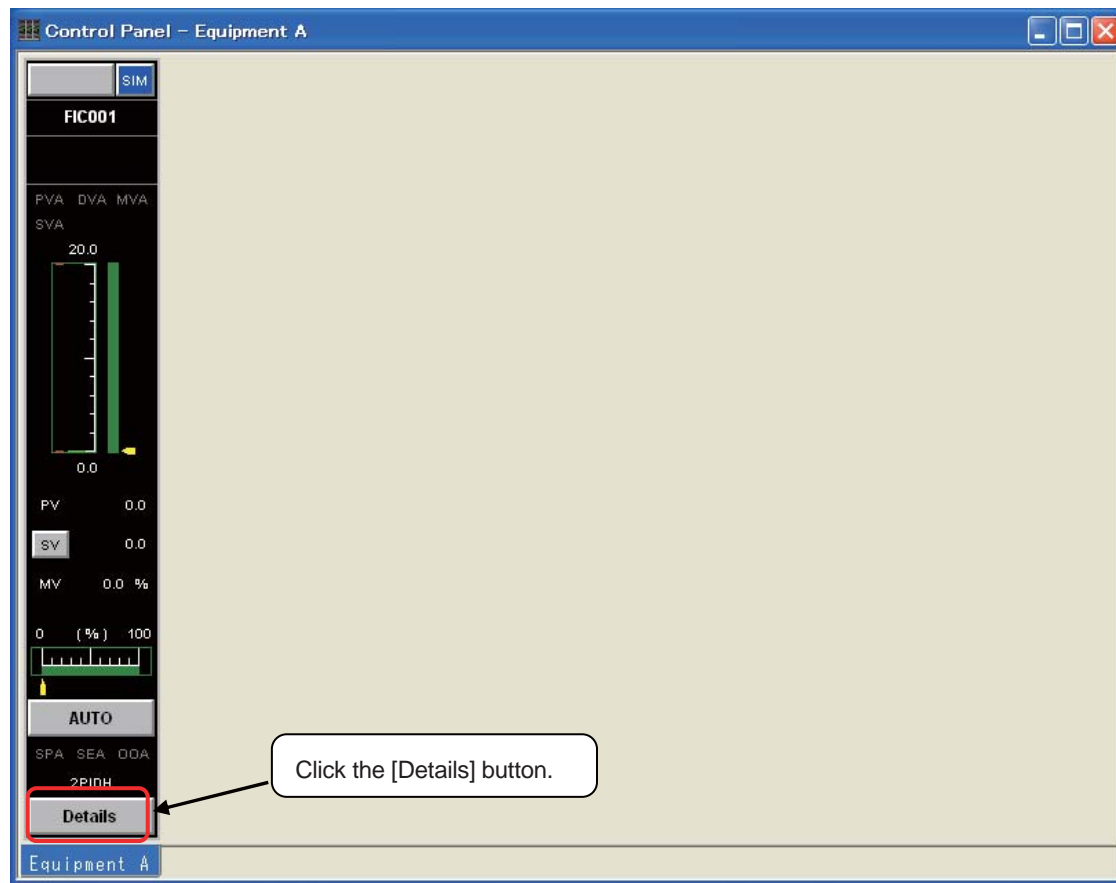 Control Panel – Equipment A
SIM
FIC001
PVA DVA MVA
SVA
20.0
0.0
PV 0.0
SV 0.0
MV 0.0 %
0 (%) 100
AUTO
SPA SEA OOA
2PIDH
Details
Click the [Details] button.
Equipment A